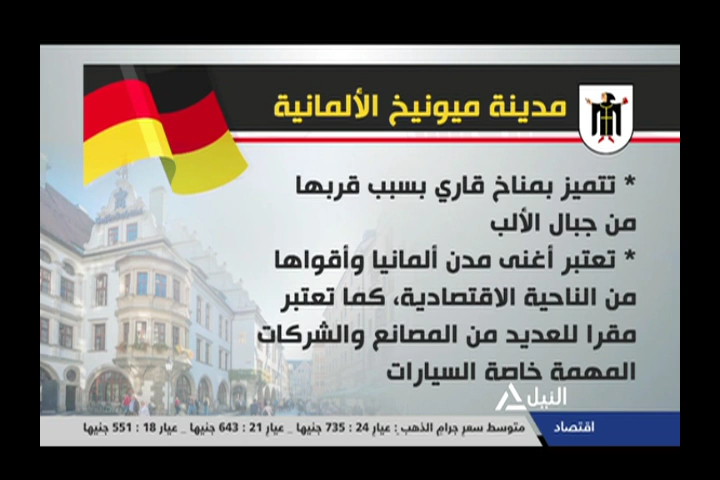 مدينة ميونيخ الألمانية
* تتميز بمناخ قاري بسبب قربها
من جبال الألب
* تعتبر أغنى مدن ألمانيا وأقواها
من الناحية الاقتصادية، كما تعتبر
مقرا للعديد من المصانع والشركات
المهمة خاصة السيارات
النيل
اقتصاد
متوسط سعر جرام الذهب : عيار 24 : 735 جنيها _ عيار 21 : 643 جنيها _ عيار 18 : 551 جنيها